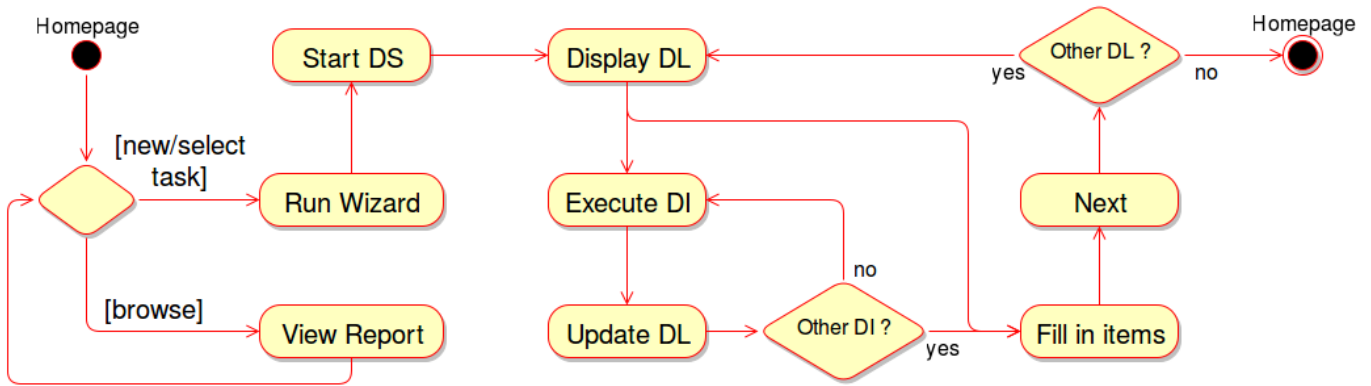 Homepage
Start DS
Display DL
Other DL ?
Homepage
yes
no
[new/select
task]
Run Wizard
Execute DI
Next
no
[browse]
View Report
Update DL
Other DI ?
yes
Fill in items